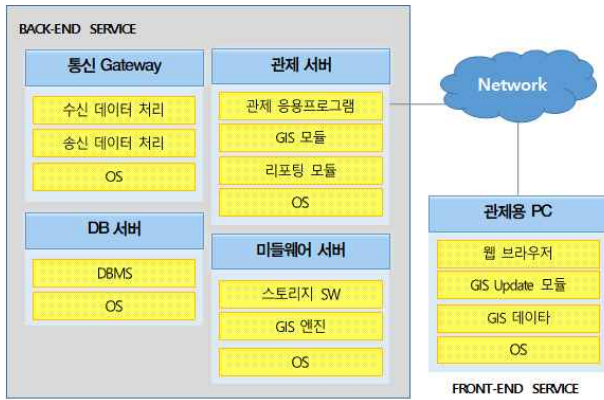 BACK-END SERVICE
통신 Gateway
수신 데이터 처리
송신 데이터 처리
OS
관제 서버
관제 응용프로그램
GIS 모듈
리포팅 모듈
OS
DB 서버
DBMS
OS
미들웨어 서버
스토리지 SW
GIS 엔진
OS
Network
관제용 PC
웹 브라우저
GIS Update 모듈
GIS 데이타
OS
FRONT-END SERVICE